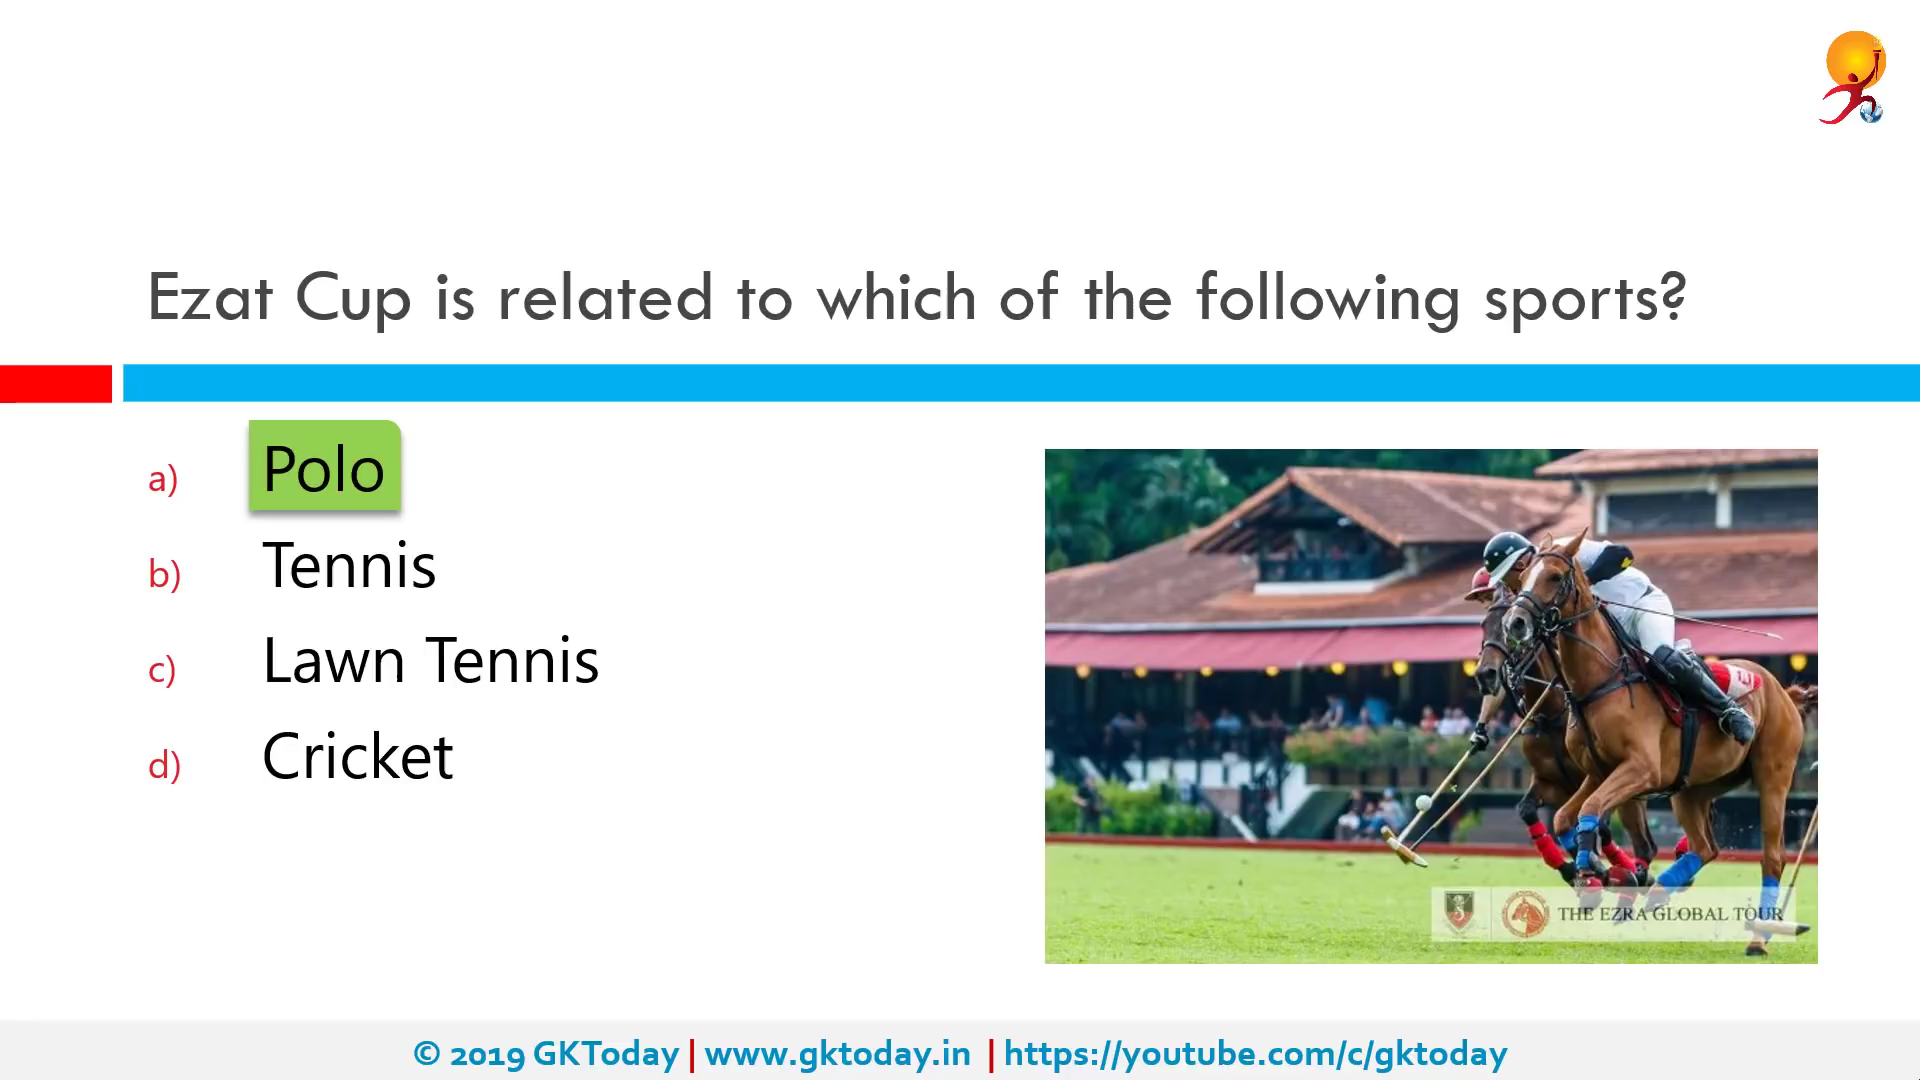 Ezat Cup is related to which of the following sports?
a) Polo
b) Tennis
c) Lawn Tennis
d) Cricket
THE EZRA GLOBAL TOUR
© 2019 GKToday | www.gktoday.in | https://youtube.com/c/gktoday